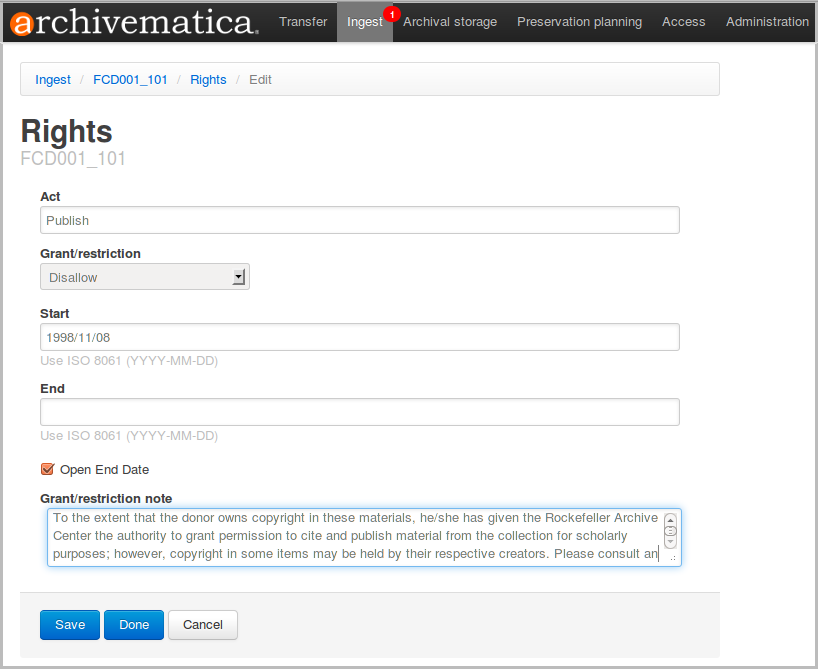 archivematica.
Transfer
Ingest
1
Archival storage
Preservation planning
Access
Administration
Ingest / FCD001_101 / Rights / Edit
Rights
FCD001_101
Act
Publish
Grant/restriction
Disallow
Start
1998/11/08
Use ISO 8061 (YYYY-MM-DD)
End
Use ISO 8061 (YYYY-MM-DD)
Open End Date
Grant/restriction note
To the extent that the donor owns copyright in these materials, he/she has given the Rockefeller Archive
Center the authority to grant permission to cite and publish material from the collection for scholarly
purposes; however, copyright in some items may be held by their respective creators. Please consult an
Save
Done
Cancel